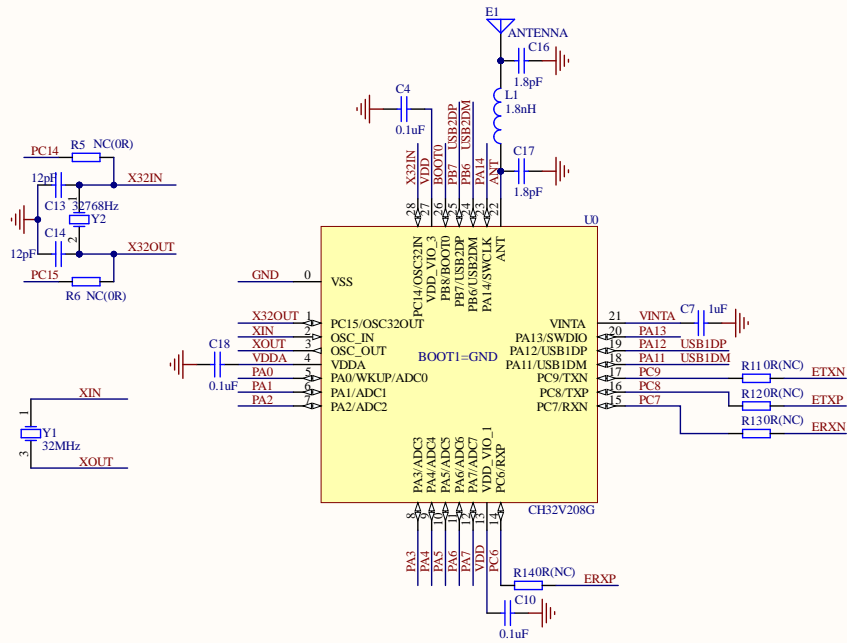 E1
ANTENNA
C16
1.8pF
L1
1.8nH
C17
1.8pF
C4
0.1uF
X32IN
VDD
BOOT0
PB7 USB2DP
PB6 USB2DM
PA14
ANT
28
27
26
25
24
23
22
PC14/OSC32IN
VDD_VIO_3
PB8/BOOT0
PB7/USB2DP
PB6/USB2DM
PA14/SWCLK
ANT
U0
R5 NC(0R)
PC14
12pF
X32IN
C13 32768Hz
1
Y2
C14
2
12pF
X32OUT
PC15
R6 NC(0R)
GND 0 VSS
X32OUT 1 PC15/OSC32OUT
XIN 2 OSC_IN
XOUT 3 OSC_OUT
VDDA 4 VDDA
PA0 5 PA0/WKUP/ADC0
PA1 6 PA1/ADC1
PA2 7 PA2/ADC2
C18
0.1uF
BOOT1=GND
VINTA 21 VINTA
C7 1uF
PA13/SWDIO 20 PA13
PA12/USB1DP 19 PA12 USB1DP
PA11/USB1DM 18 PA11 USB1DM
PC9/TXN 17 PC9 R11 0R(NC) ETXN
PC8/TXP 16 PC8 R12 0R(NC) ETXP
PC7/RXN 15 PC7 R13 0R(NC) ERXN
XIN
1
Y1
32MHz
3
XOUT
PA3/ADC3
PA4/ADC4
PA5/ADC5
PA6/ADC6
PA7/ADC7
VDD_VIO_1
PC6/RXP
CH32V208G
8
9
10
11
12
13
14
PA3
PA4
PA5
PA6
PA7
VDD
PC6
R14 0R(NC)
ERXP
C10
0.1uF